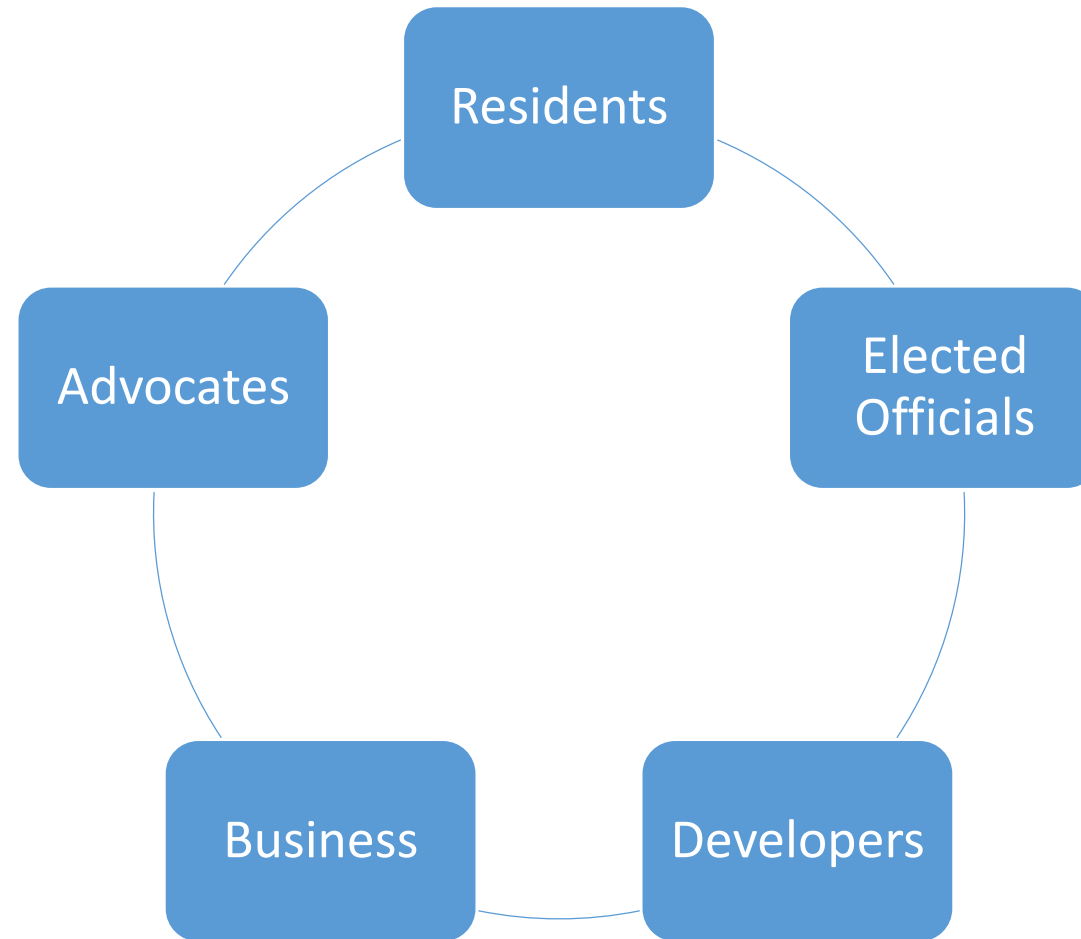 Residents
Elected
Officials
Developers
Business
Advocates